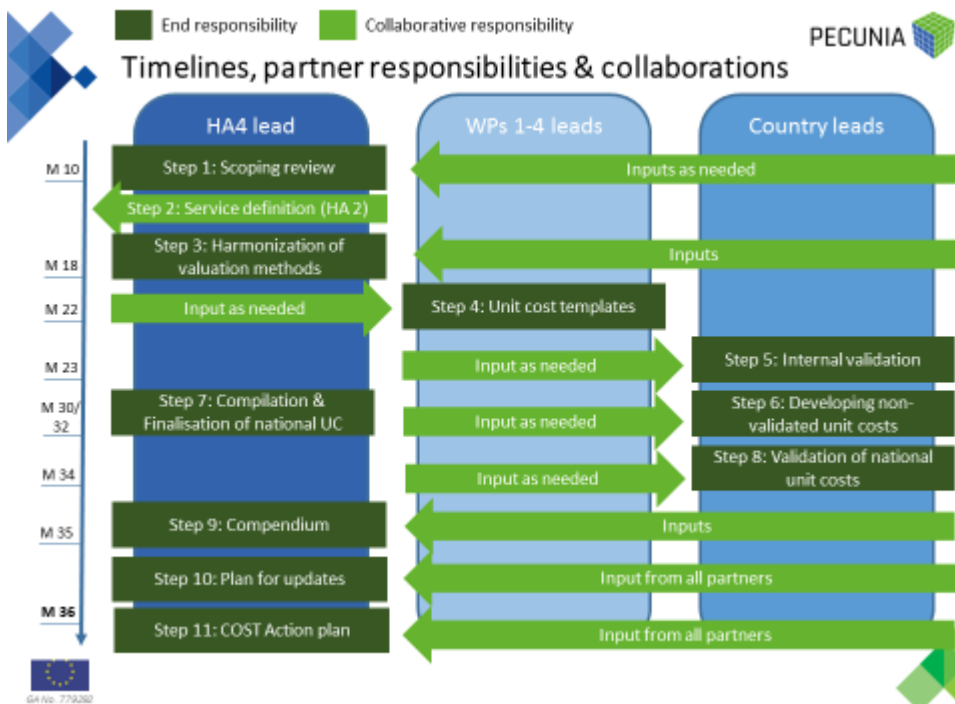 End responsibility
Collaborative responsibility
PECUNIA
Timelines, partner responsibilities & collaborations
HA4 lead
WPs 1-4 leads
Country leads
M 10
Step 1: Scoping review
Inputs as needed
Step 2: Service definition (HA 2)
Step 3: Harmonization of
valuation methods
Inputs
M 18
M 22
Input as needed
Step 4: Unit cost templates
M 23
Input as needed
Step 5: Internal validation
M 30/
32
Step 7: Compilation &
Finalisation of national UC
Input as needed
Step 6: Developing non-
validated unit costs
M 34
Input as needed
Step 8: Validation of national
unit costs
M 35
Step 9: Compendium
Inputs
Step 10: Plan for updates
Input from all partners
M 36
Step 11: COST Action plan
Input from all partners
GA No. 779292